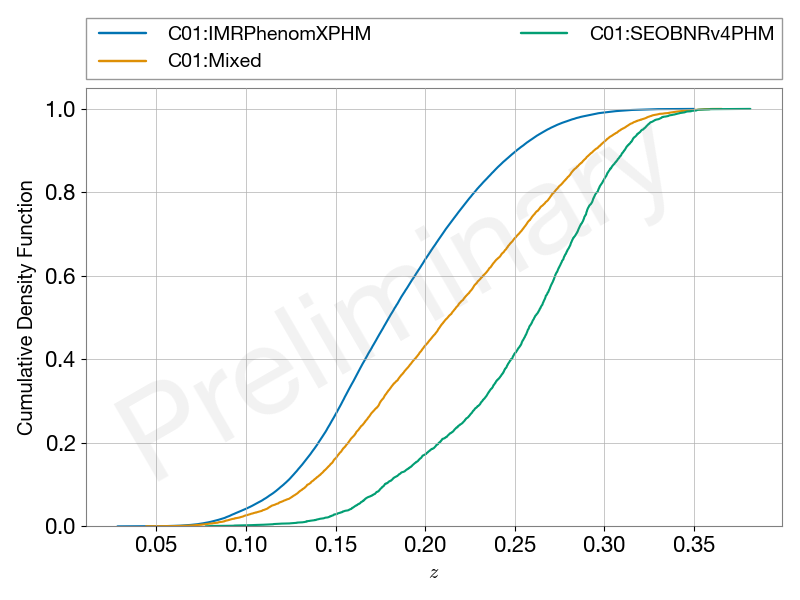 C01:IMRPhenomXPHM
C01:Mixed
C01:SEOBNRv4PHM
Cumulative Density Function
1.0
0.8
0.6
0.4
0.2
0.0
Preliminary
0.05 0.10 0.15 0.20 0.25 0.30 0.35
z